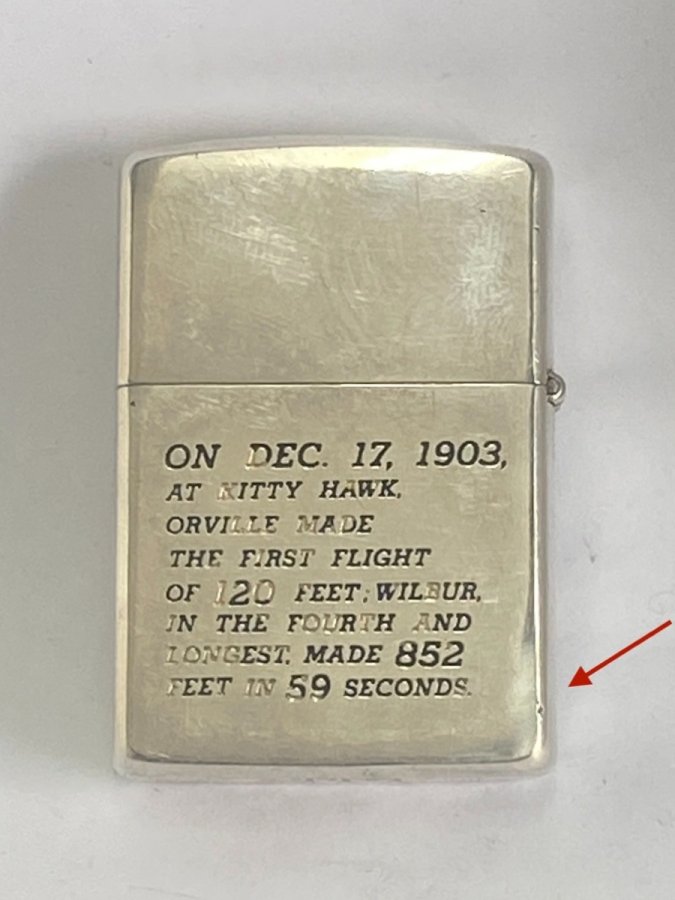 ON DEC. 17, 1903,
AT KITTY HAWK,
ORVILLE MADE
THE FIRST FLIGHT
OF 120 FEET; WILBUR,
IN THE FOURTH AND
LONGEST, MADE 852
FEET IN 59 SECONDS.